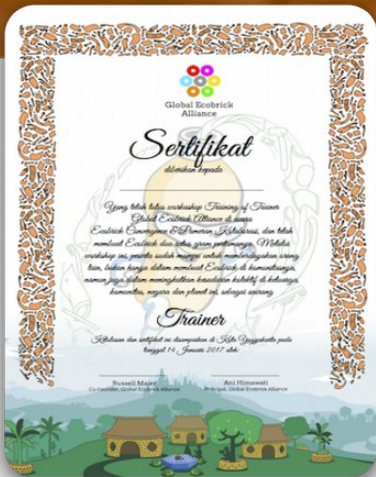 Global Ecobrick
Alliance
Sertifikat
diberikan kepada
Yang telah lulus workshop Training of Trainer
Global Ecobrick Alliance di acara
Ecobrick Convergence & Pameran Kolaborasi, dan telah
membuat Ecobrick dua ratus gram pertamanya. Melalui
workshop ini, peserta sudah mampu untuk memberdayakan orang
lain, bukan hanya dalam membuat Ecobrick di komunitasnya,
namun juga dalam meningkatkan kesadaran kolektif di keluarga,
komunitas, negara dan planet ini, sebagai seorang
Trainer
Kelulusan dan sertifikat ini disampaikan di Kota Yogyakarta pada
tanggal 14 Januari 2017 oleh:
Russell Maier
Ani Himawati
Co-Founder, Global Ecobrick Alliance
Principal, Global Ecobrick Alliance